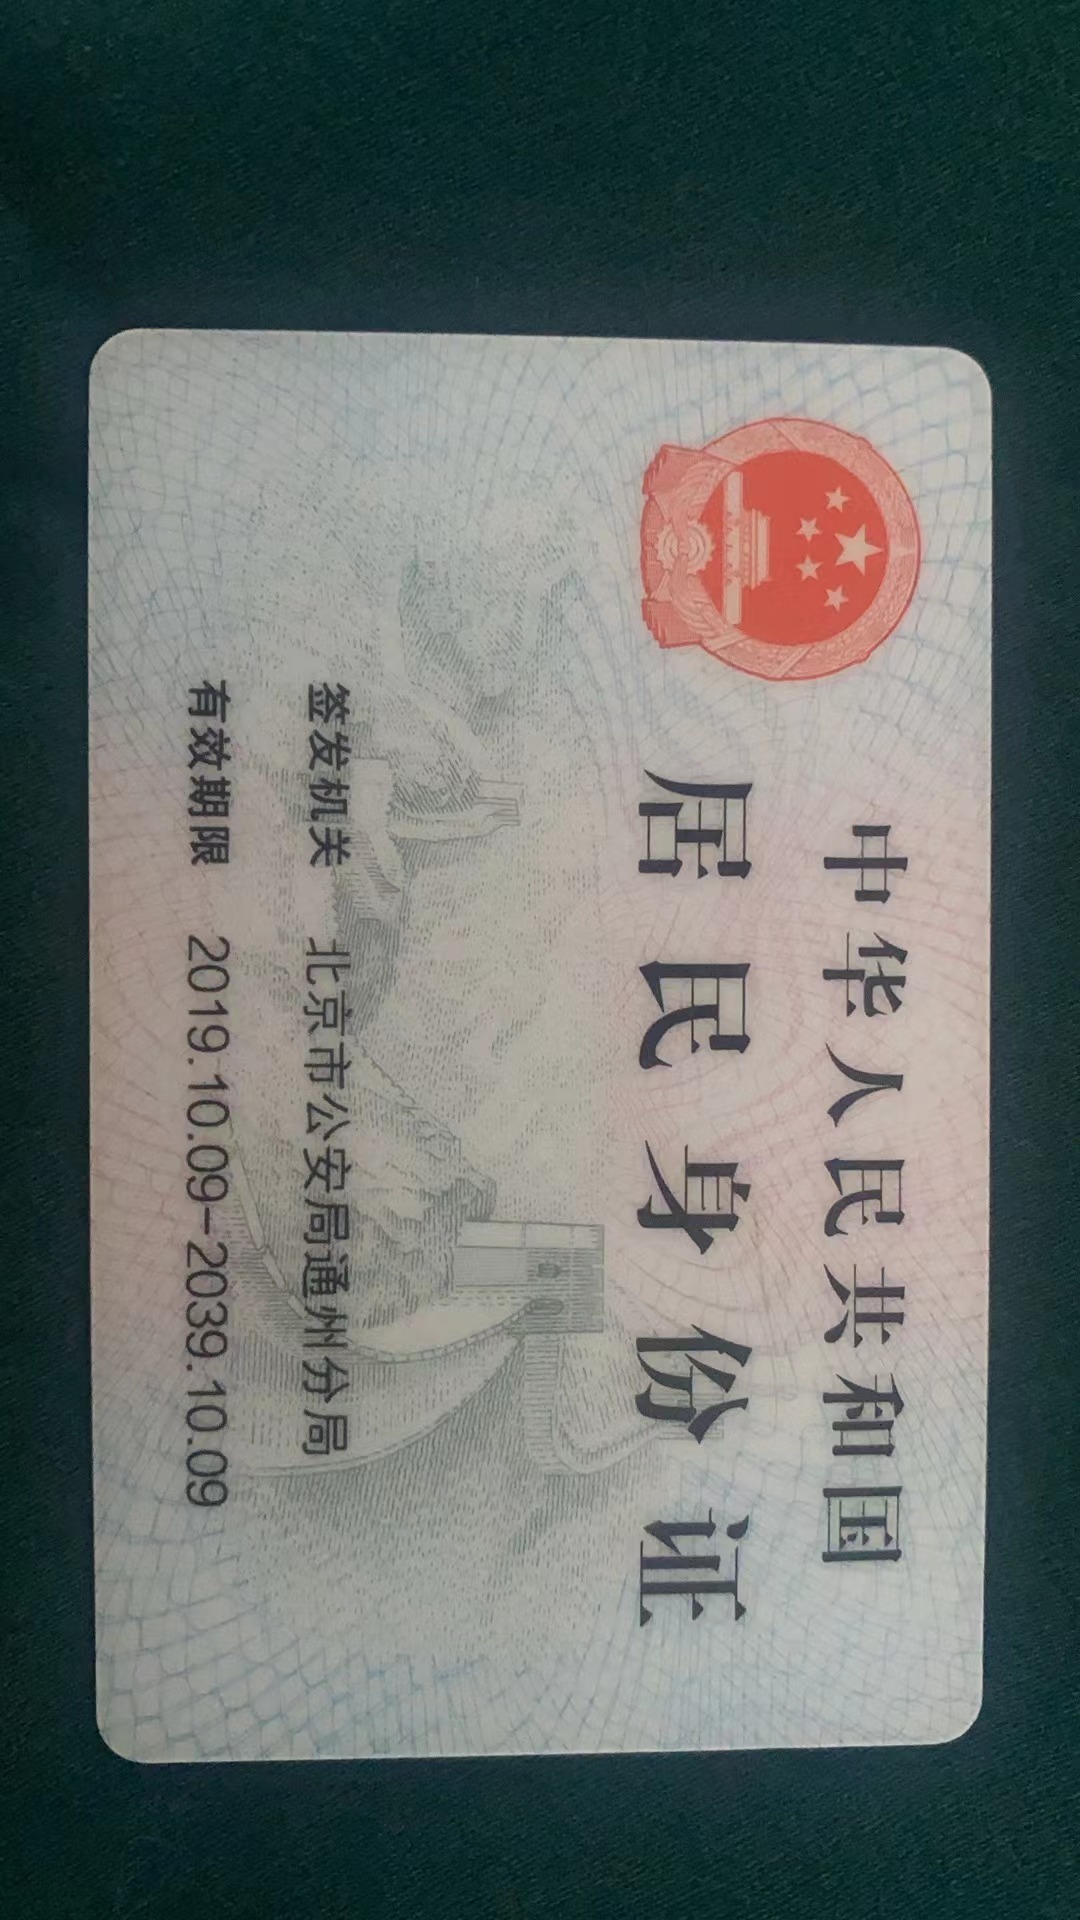 中华人民共和国
居民身份证
签发机关 北京市公安局通州分局
有效期限 2019.10.09-2039.10.09